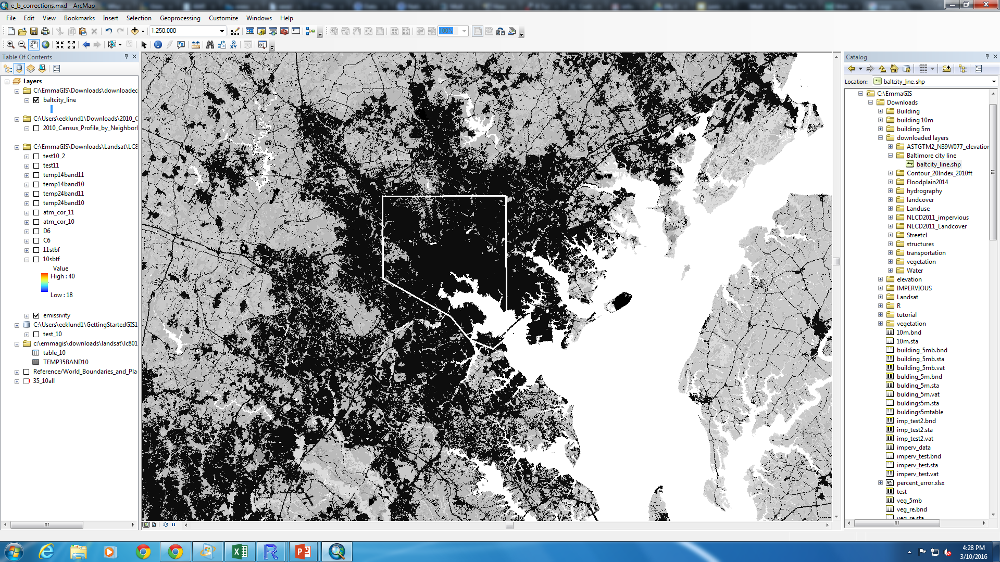 e_b_corrections.mxd - ArcMap
File Edit View Bookmarks Insert Selection Geoprocessing Customize Windows Help
1:250,000
100%
Table Of Contents
Layers
C:\EmmaGIS\Downloads\downloaded
baltcity_line
C:\Users\eeklund1\Downloads\2010_C
2010_Census_Profile_by_Neighborl
C:\EmmaGIS\Downloads\Landsat\LC8
test10_2
test11
temp14band11
temp14band10
temp24band11
temp24band10
atm_cor_11
atm_cor_10
D6
C6
11stbf
10sbtf
Value
High : 40
Low : 18
emissivity
C:\Users\eeklund1\GettingStartedGIS1
test_10
c:\emmagis\downloads\landsat\lc801
table_10
TEMP35BAND10
Reference/World_Boundaries_and_Pla
35_10all
Catalog
Location: baltcity_line.shp
C:\EmmaGIS
Downloads
Building
building 10m
building 5m
downloaded layers
ASTGTM2_N39W077_elevation
Baltimore city line
baltcity_line.shp
Contour_20Index_2010ft
Floodplain2014
hydrography
landcover
Landuse
NLCD2011_impervious
NLCD2011_Landcover
Streetcl
structures
transportation
vegetation
Water
elevation
IMPERVIOUS
Landsat
R
tutorial
vegetation
10m.bnd
10m.sta
building_5mb.bnd
building_5mb.sta
building_5mb.vat
bulding_5m.bnd
bulding_5m.sta
bulding_5m.vat
buldings5m.sta
buldings5mtable
imp_test2.bnd
imp_test2.sta
imp_test2.vat
imperv_data
imperv_test.bnd
imperv_test.sta
imperv_test.vat
percent_error.xlsx
test
veg_5mb
veg_re.bnd
veg_re.sta
4:28 PM
3/10/2016